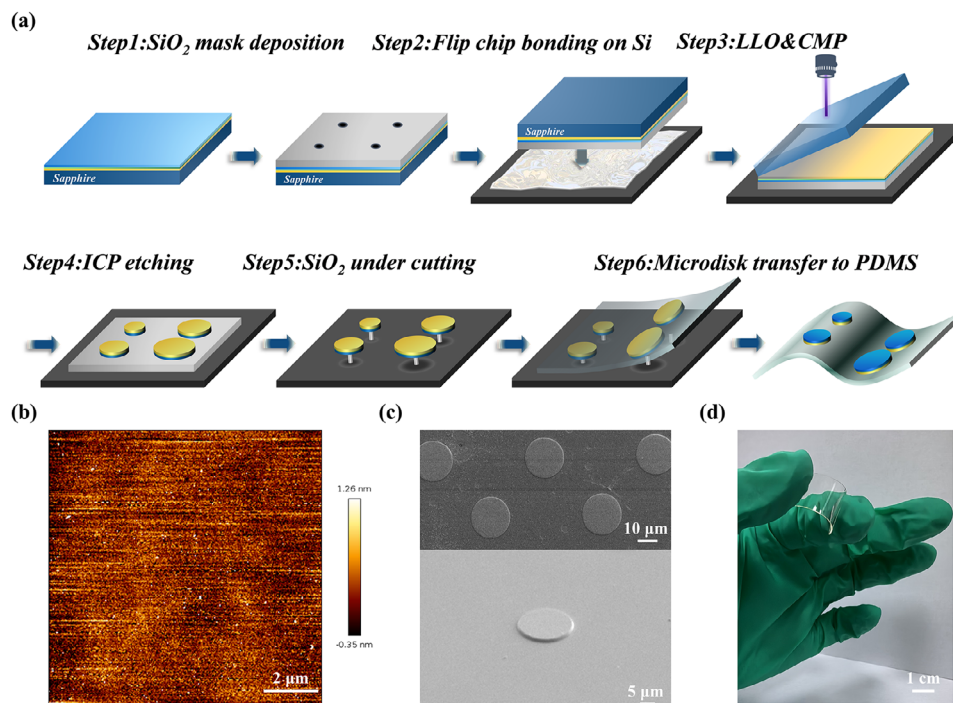 (a)
Step1:SiO₂ mask deposition
Step2:Flip chip bonding on Si
Step3:LLO&CMP
Sapphire
Sapphire
Sapphire
Step4:ICP etching
Step5:SiO₂ under cutting
Step6:Microdisk transfer to PDMS
(b)
(c)
(d)
1.26 nm
-0.35 nm
2 μm
10 μm
5 μm
1 cm